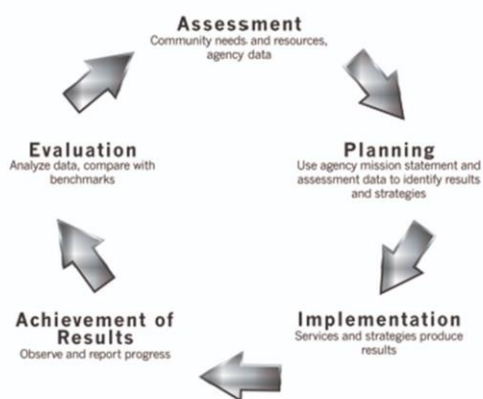 Assessment
Community needs and resources,
agency data
Planning
Use agency mission statement and
assessment data to identify results
and strategies
Implementation
Services and strategies produce
results
Achievement of
Results
Observe and report progress
Evaluation
Analyze data, compare with
benchmarks